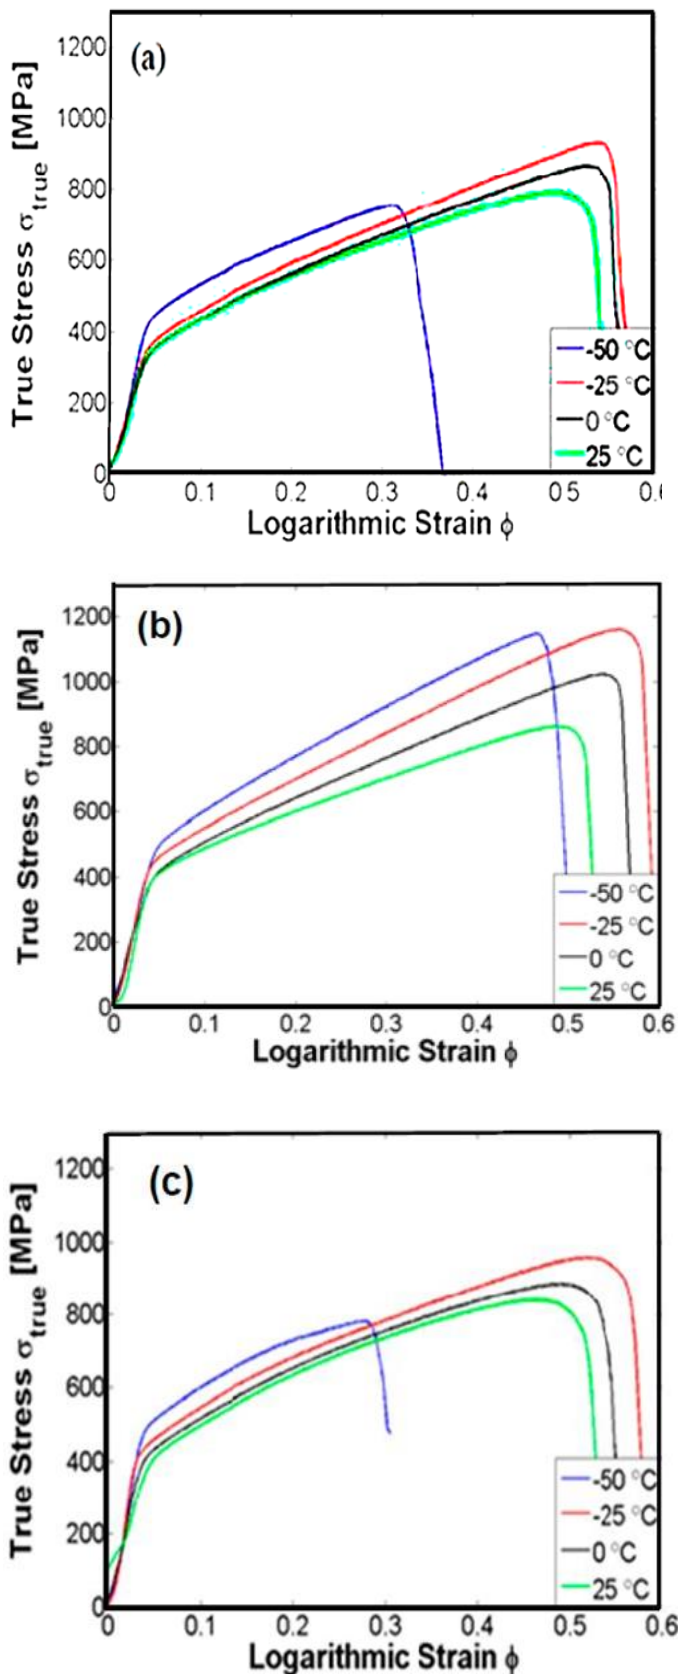 (a)
True Stress σtrue [MPa]
1200
1000
800
600
400
200
0
-50 °C
-25 °C
0 °C
25 °C
0 0.1 0.2 0.3 0.4 0.5 0.6
Logarithmic Strain ϕ
(b)
True Stress σtrue [MPa]
1200
1000
800
600
400
200
0
-50 °C
-25 °C
0 °C
25 °C
0 0.1 0.2 0.3 0.4 0.5 0.6
Logarithmic Strain ϕ
(c)
True Stress σtrue [MPa]
1200
1000
800
600
400
200
0
-50 °C
-25 °C
0 °C
25 °C
0 0.1 0.2 0.3 0.4 0.5 0.6
Logarithmic Strain ϕ